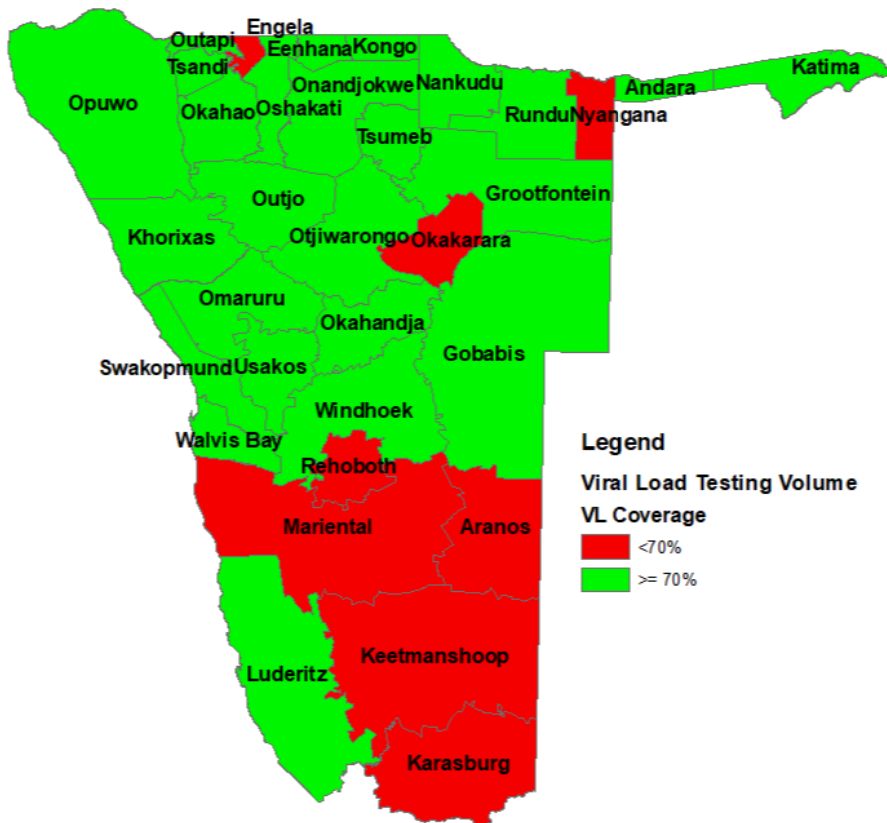 Engela
Outapi
Eenhana
Kongo
Tsandi
Katima
Onandjokwe
Nankudu
Andara
Opuwo
Okahao
Oshakati
Rundu
Nyangana
Tsumeb
Outjo
Grootfontein
Khorixas
Otjiwarongo
Okakarara
Omaruru
Okahandja
Gobabis
Swakopmund
Usakos
Windhoek
Walvis Bay
Rehoboth
Mariental
Aranos
Keetmanshoop
Luderitz
Karasburg
Legend
Viral Load Testing Volume
VL Coverage
<70%
>= 70%